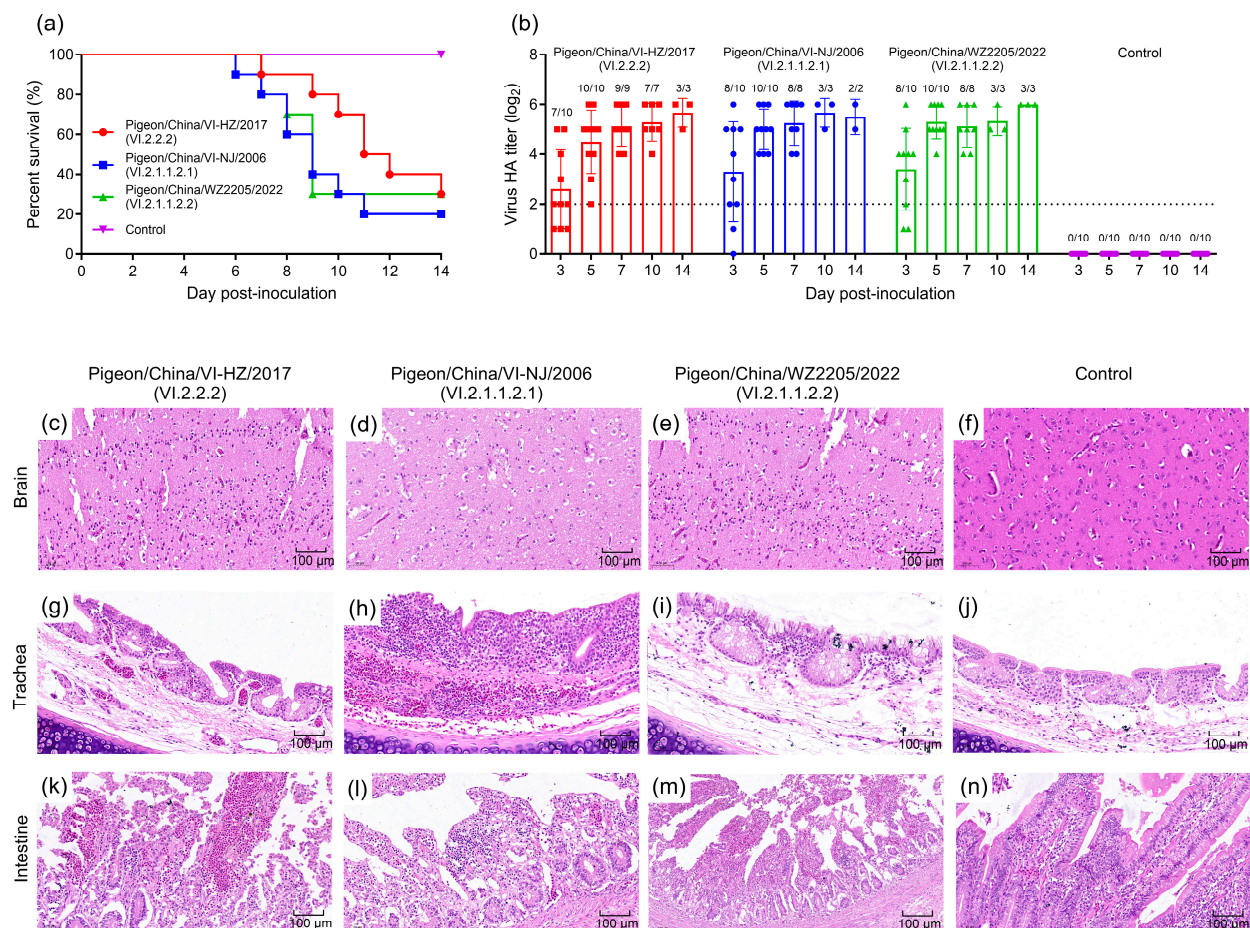 (a)
Percent survival (%)
100
80
60
40
20
0
0 2 4 6 8 10 12 14
Day post-inoculation
Pigeon/China/VI-HZ/2017
(VI.2.2.2)
Pigeon/China/VI-NJ/2006
(VI.2.1.1.2.1)
Pigeon/China/WZ2205/2022
(VI.2.1.1.2.2)
Control
(b)
Virus HA titer (log2)
8
6
4
2
0
Pigeon/China/VI-HZ/2017
(VI.2.2.2)
7/10 10/10 9/9 7/7 3/3
Pigeon/China/VI-NJ/2006
(VI.2.1.1.2.1)
8/10 10/10 8/8 3/3 2/2
Pigeon/China/WZ2205/2022
(VI.2.1.1.2.2)
8/10 10/10 8/8 3/3 3/3
Control
0/10 0/10 0/10 0/10 0/10
3 5 7 10 14 3 5 7 10 14 3 5 7 10 14 3 5 7 10 14
Day post-inoculation
Pigeon/China/VI-HZ/2017
(VI.2.2.2)
Pigeon/China/VI-NJ/2006
(VI.2.1.1.2.1)
Pigeon/China/WZ2205/2022
(VI.2.1.1.2.2)
Control
Brain
(c) (d) (e) (f)
100 μm 100 μm 100 μm 100 μm
Trachea
(g) (h) (i) (j)
100 μm 100 μm 100 μm 100 μm
Intestine
(k) (l) (m) (n)
100 μm 100 μm 100 μm 100 μm